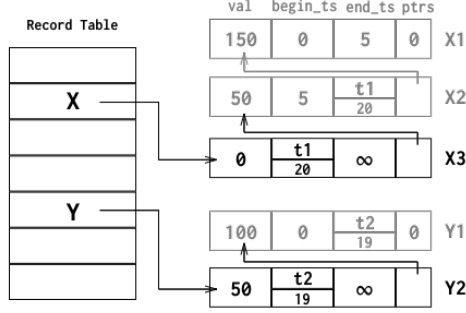 val begin_ts end_ts ptrs
Record Table
150 0 5 0 X1
50 5 t1 20 X2
X
0 t1 20 ∞ X3
Y
100 0 t2 19 0 Y1
50 t2 19 ∞ Y2